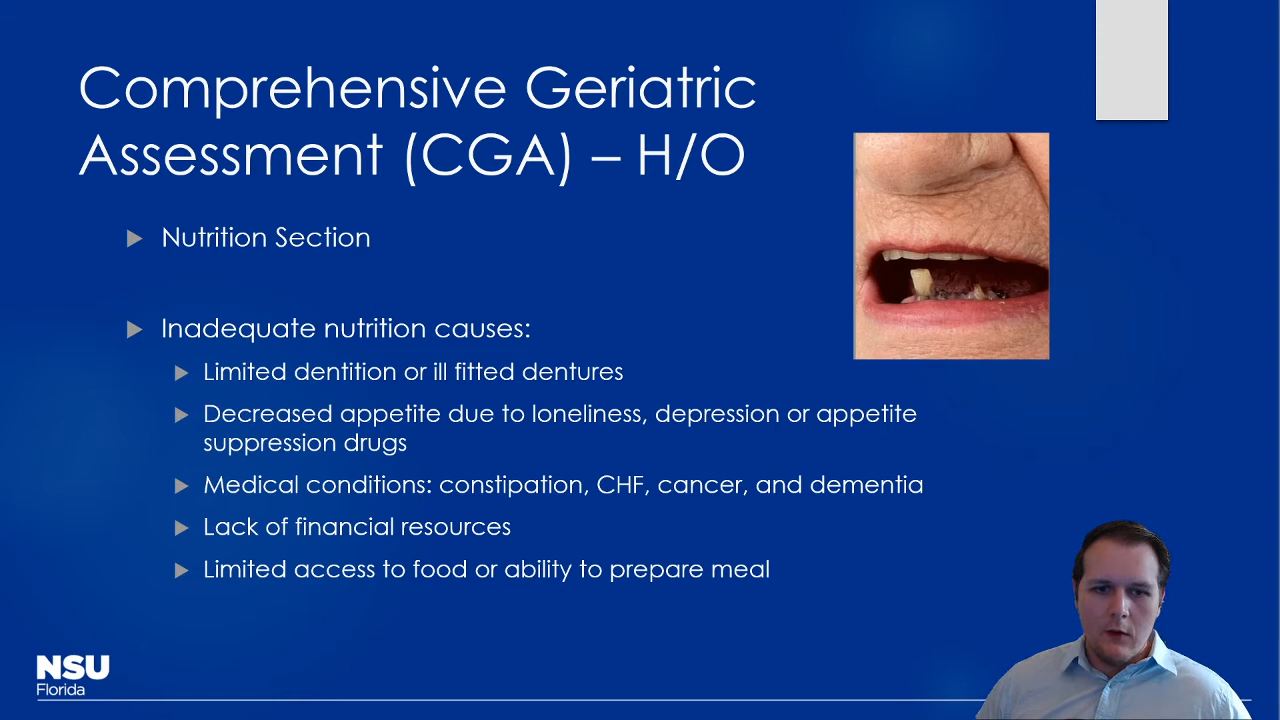 Comprehensive Geriatric
Assessment (CGA) – H/O
Nutrition Section
Inadequate nutrition causes:
Limited dentition or ill fitted dentures
Decreased appetite due to loneliness, depression or appetite
suppression drugs
Medical conditions: constipation, CHF, cancer, and dementia
Lack of financial resources
Limited access to food or ability to prepare meal
NSU
Florida